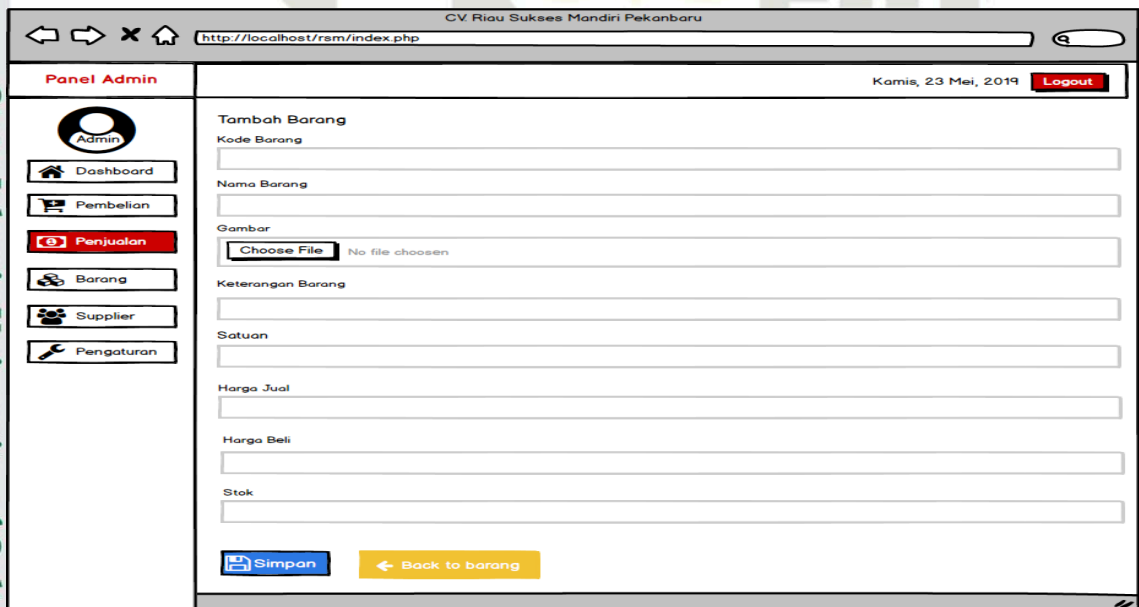 CV. Riau Sukses Mandiri Pekanbaru
http://localhost/rsm/index.php
Panel Admin
Kamis, 23 Mei, 2019 Logout
Admin
Dashboard
Pembelian
Penjualan
Barang
Supplier
Pengaturan
Tambah Barang
Kode Barang
Nama Barang
Gambar
Choose File No file choosen
Keterangan Barang
Satuan
Harga Jual
Harga Beli
Stok
Simpan
Back to barang